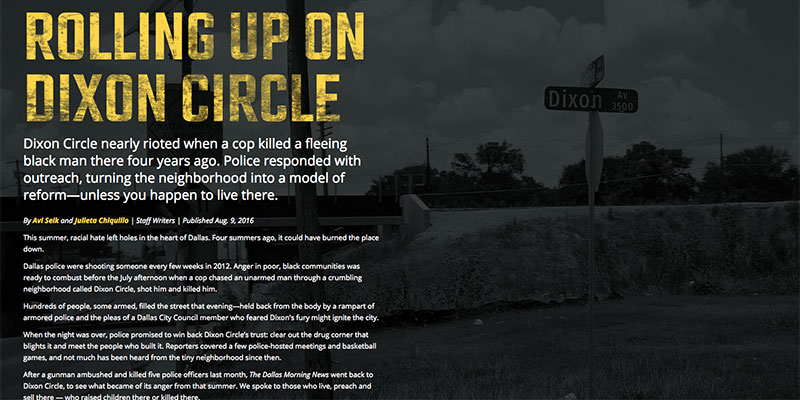 ROLLING UP ON
DIXON CIRCLE
Dixon Av 3500
Dixon Circle nearly rioted when a cop killed a fleeing
black man there four years ago. Police responded with
outreach, turning the neighborhood into a model of
reform—unless you happen to live there.
By Avi Selk and Julieta Chiquillo | Staff Writers | Published Aug. 9, 2016
This summer, racial hate left holes in the heart of Dallas. Four summers ago, it could have burned the place
down.
Dallas police were shooting someone every few weeks in 2012. Anger in poor, black communities was
ready to combust before the July afternoon when a cop chased an unarmed man through a crumbling
neighborhood called Dixon Circle, shot him and killed him.
Hundreds of people, some armed, filled the street that evening—held back from the body by a rampart of
armored police and the pleas of a Dallas City Council member who feared Dixon's fury might ignite the city.
When the night was over, police promised to win back Dixon Circle's trust: clear out the drug corner that
blights it and meet the people who built it. Reporters covered a few police-hosted meetings and basketball
games, and not much has been heard from the tiny neighborhood since then.
After a gunman ambushed and killed five police officers last month, The Dallas Morning News went back to
Dixon Circle, to see what became of its anger from that summer. We spoke to those who live, preach and
sell there — who raised children there or killed there.